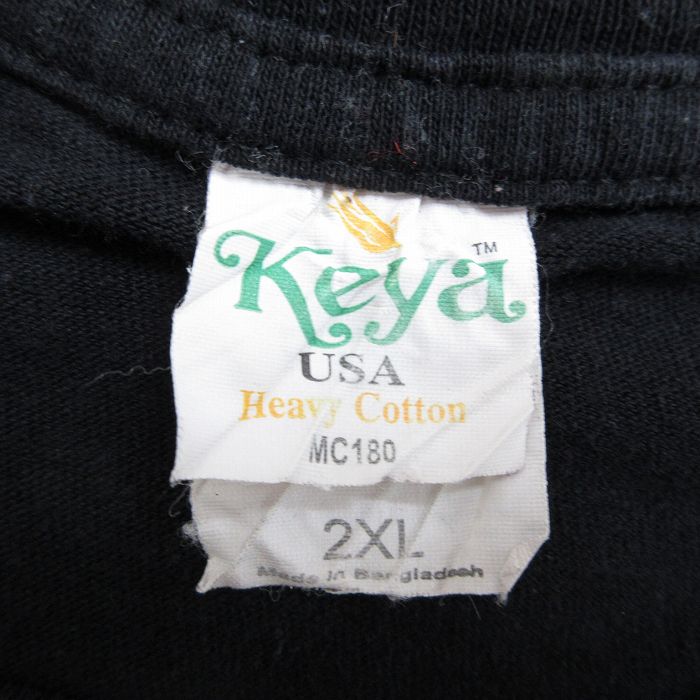 Keya™
USA
Heavy Cotton
MC180
2XL
Made in Bangladesh